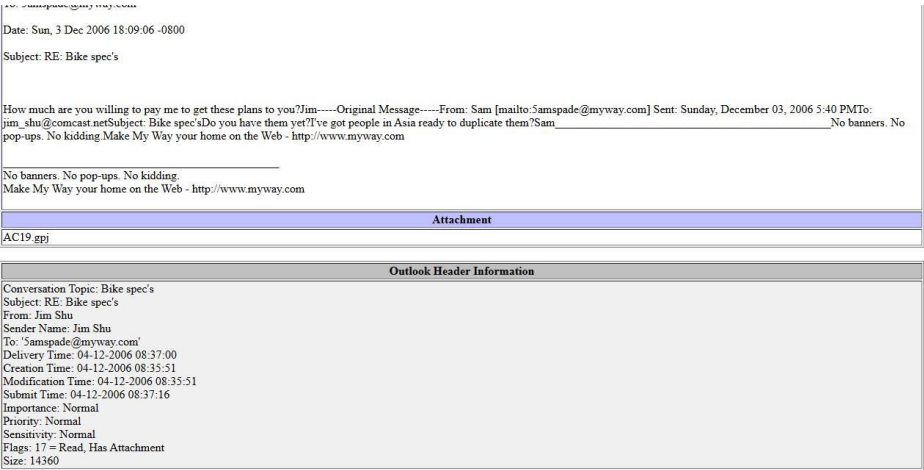 To: 5amspade@myway.com
Date: Sun, 3 Dec 2006 18:09:06 -0800
Subject: RE: Bike spec's
How much are you willing to pay me to get these plans to you?Jim-----Original Message-----From: Sam [mailto:5amspade@myway.com] Sent: Sunday, December 03, 2006 5:40 PMTo:
jim_shu@comcast.netSubject: Bike spec'sDo you have them yet?I've got people in Asia ready to duplicate them?Sam_______________________________________________No banners. No
pop-ups. No kidding.Make My Way your home on the Web - http://www.myway.com
_______________________________________________
No banners. No pop-ups. No kidding.
Make My Way your home on the Web - http://www.myway.com
Attachment
AC19.gpj
Outlook Header Information
Conversation Topic: Bike spec's
Subject: RE: Bike spec's
From: Jim Shu
Sender Name: Jim Shu
To: '5amspade@myway.com'
Delivery Time: 04-12-2006 08:37:00
Creation Time: 04-12-2006 08:35:51
Modification Time: 04-12-2006 08:35:51
Submit Time: 04-12-2006 08:37:16
Importance: Normal
Priority: Normal
Sensitivity: Normal
Flags: 17 = Read, Has Attachment
Size: 14360